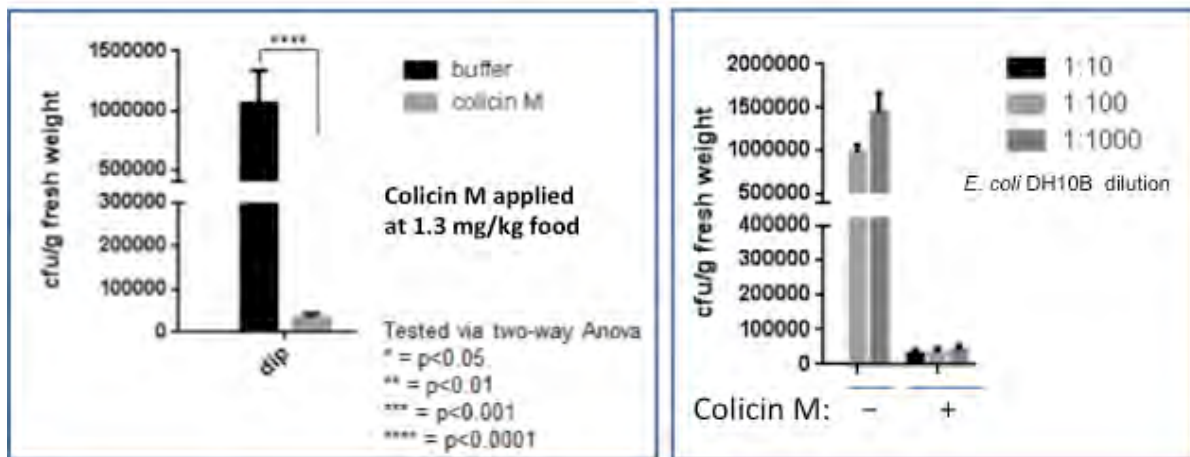 ****
1500000
1000000
500000
300000
200000
100000
0
cfu/g fresh weight
dip
buffer
colicin M
Colicin M applied
at 1.3 mg/kg food
Tested via two-way Anova
* = p<0.05
** = p<0.01
*** = p<0.001
**** = p<0.0001
2000000
1500000
1000000
500000
400000
300000
200000
100000
0
cfu/g fresh weight
1:10
1:100
1:1000
E. coli DH10B dilution
Colicin M: – +